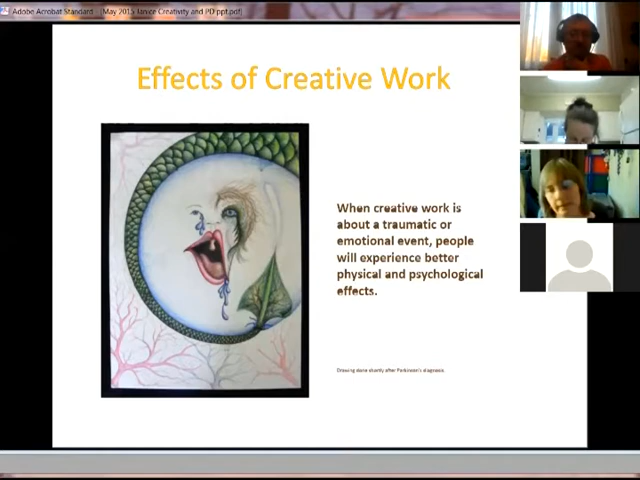 Adobe Acrobat Standard - [May 2015 Janice Creativity and PD ppt.pdf]
Effects of Creative Work
When creative work is
about a traumatic or
emotional event, people
will experience better
physical and psychological
effects.
Drawing done shortly after Parkinson's diagnosis.